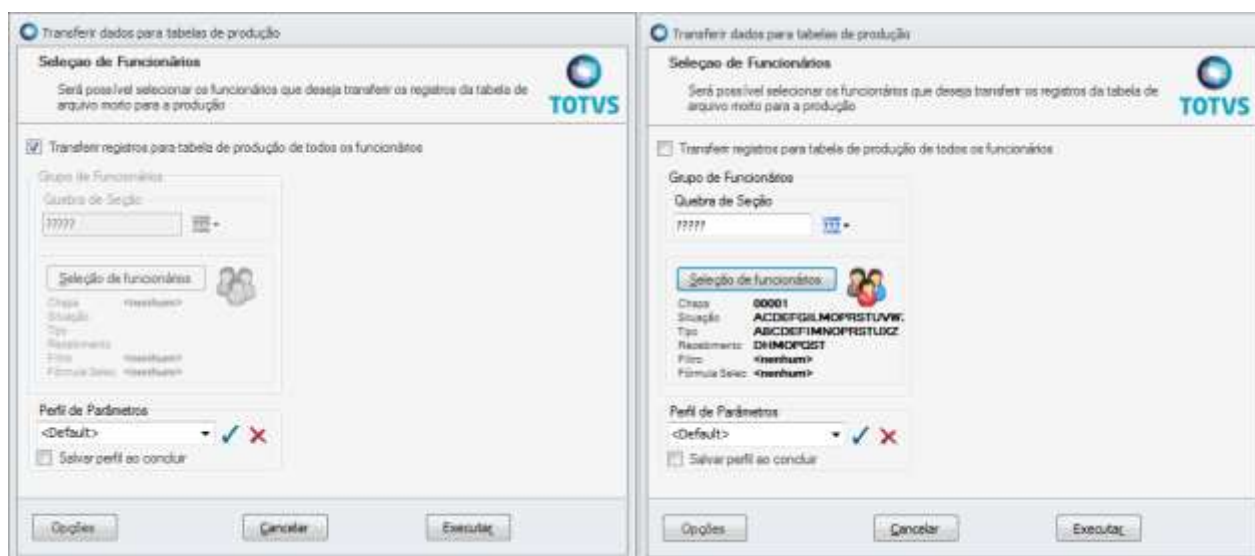 Transferir dados para tabelas de produção
Seleçao de Funcionários
Será possível selecionar os funcionários que deseja transferir os registros da tabela de
arquivo morto para a produção
TOTVS
Transferir registros para tabela de produção de todos os funcionários
Grupo de Funcionários
Quebra de Seção
?????
Seleção de funcionários
Chapa <nenhum>
Situação
Tipo
Recebimento
Filtro <nenhum>
Fórmula Selec <nenhum>
Perfil de Parâmetros
<Default>
Salvar perfil ao concluir
Opções Cancelar Executar
Transferir dados para tabelas de produção
Seleçao de Funcionários
Será possível selecionar os funcionários que deseja transferir os registros da tabela de
arquivo morto para a produção
TOTVS
Transferir registros para tabela de produção de todos os funcionários
Grupo de Funcionários
Quebra de Seção
?????
Seleção de funcionários
Chapa 00001
Situação ACDEFGILMOPRSTUVW
Tipo ABCDEFIMNOPRSTUXZ
Recebimento DHMOPQST
Filtro <nenhum>
Fórmula Selec <nenhum>
Perfil de Parâmetros
<Default>
Salvar perfil ao concluir
Opções Cancelar Executar